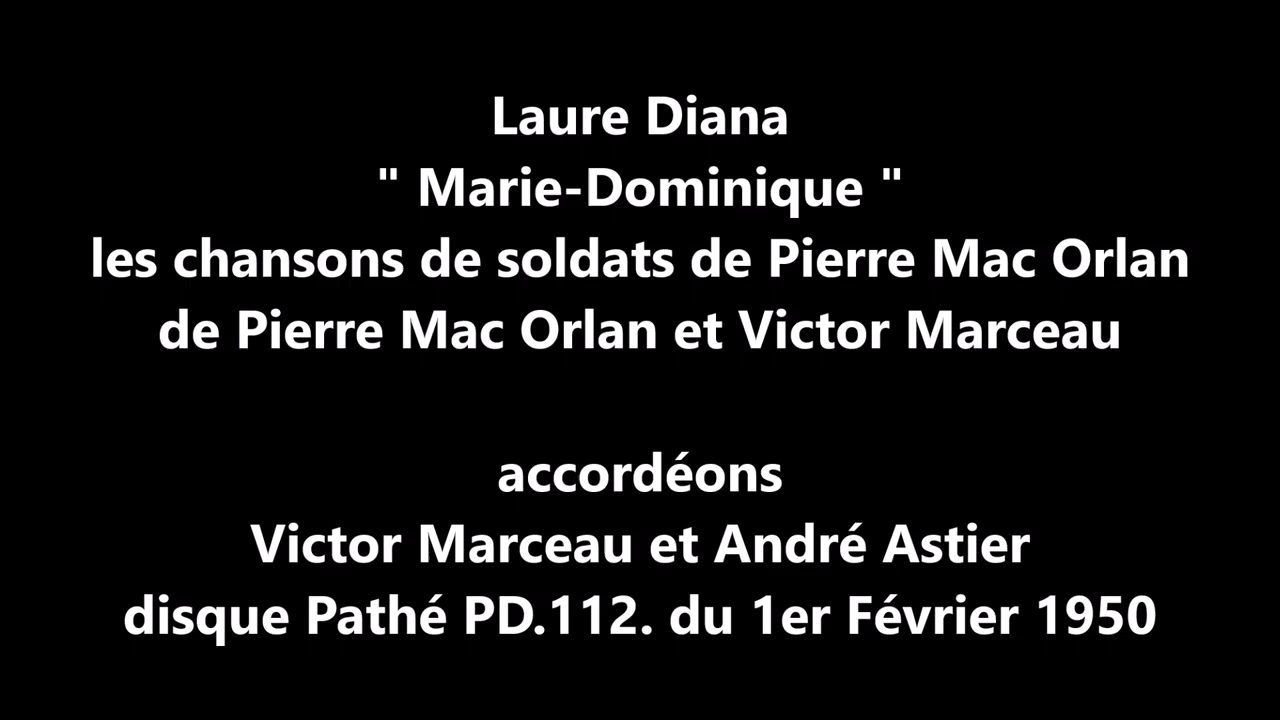 Laure Diana
" Marie-Dominique "
les chansons de soldats de Pierre Mac Orlan
de Pierre Mac Orlan et Victor Marceau
accordéons
Victor Marceau et André Astier
disque Pathé PD.112. du 1er Février 1950